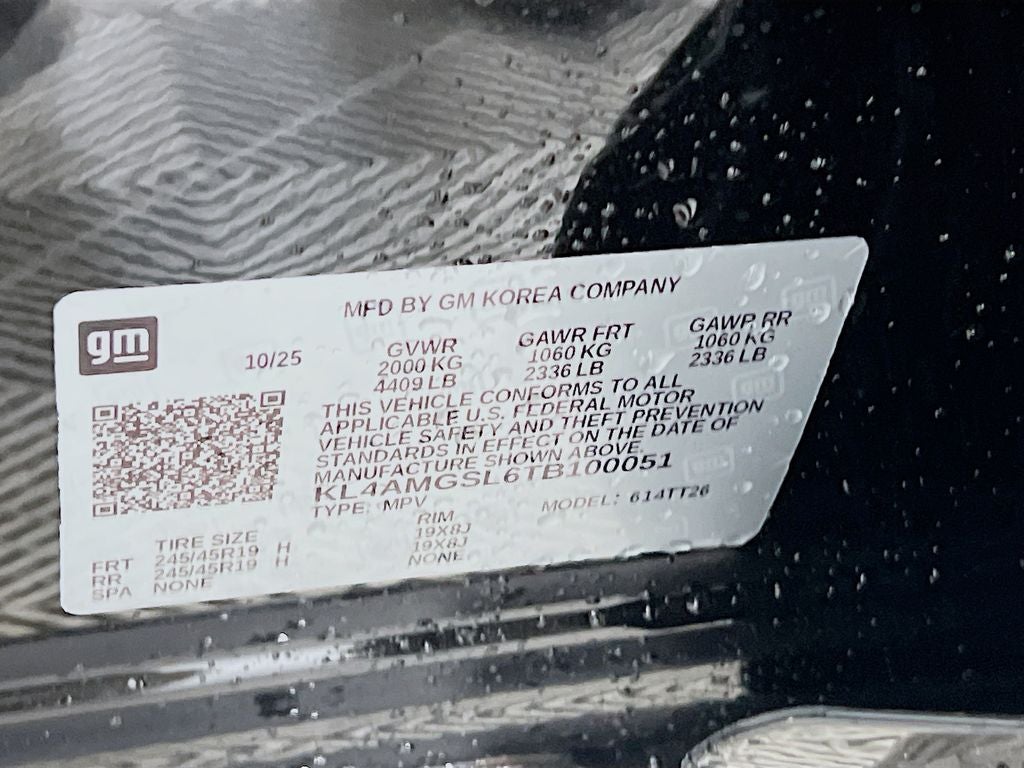 MFD BY GM KOREA COMPANY
gm
10/25
GVWR GAWR FRT GAWR RR
2000 KG 1060 KG 1060 KG
4409 LB 2336 LB 2336 LB
THIS VEHICLE CONFORMS TO ALL
APPLICABLE U.S. FEDERAL MOTOR
VEHICLE SAFETY AND THEFT PREVENTION
STANDARDS IN EFFECT ON THE DATE OF
MANUFACTURE SHOWN ABOVE.
KL4AMGSL6TB100051
TYPE: MPV MODEL: 614TT26
TIRE SIZE RIM
FRT 245/45R19 H 19X8J
RR 245/45R19 H 19X8J
SPA NONE NONE